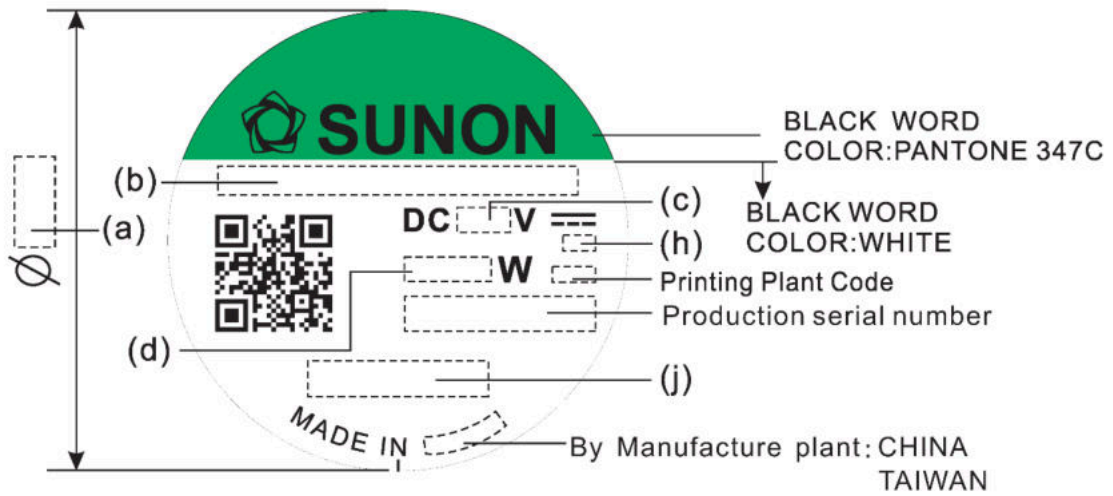 SUNON
BLACK WORD
COLOR:PANTONE 347C
(b)
(a)
Ø
DC V
(c)
BLACK WORD
COLOR:WHITE
(h)
W
Printing Plant Code
Production serial number
(d)
(j)
MADE IN
By Manufacture plant: CHINA
TAIWAN